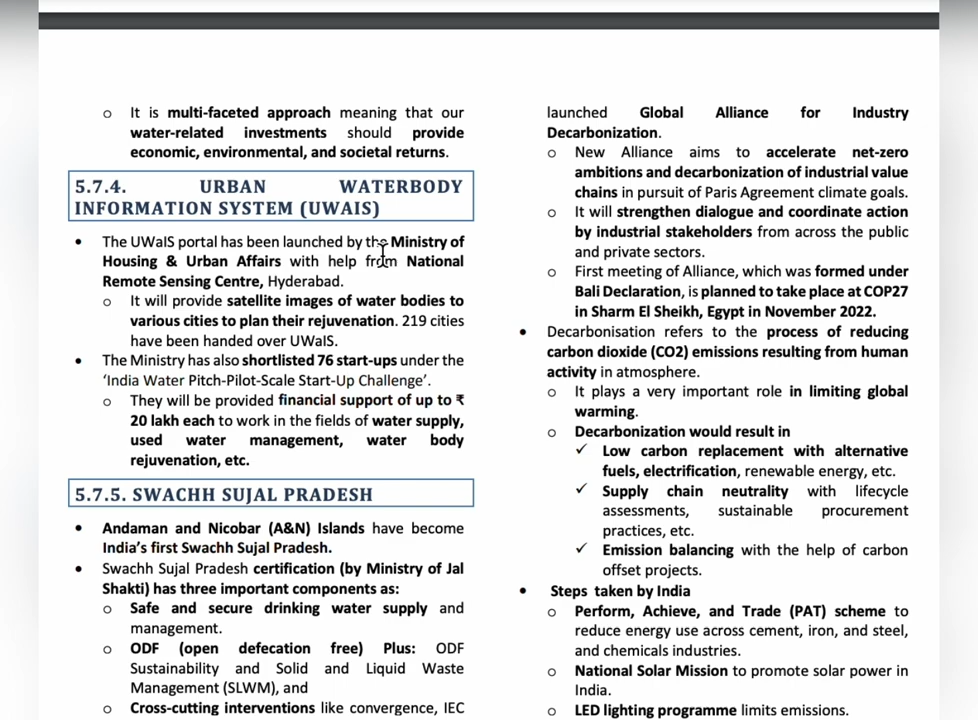 o It is multi-faceted approach meaning that our
water-related investments should provide
economic, environmental, and societal returns.
5.7.4. URBAN WATERBODY
INFORMATION SYSTEM (UWAIS)
• The UWaIS portal has been launched by the Ministry of
Housing & Urban Affairs with help from National
Remote Sensing Centre, Hyderabad.
o It will provide satellite images of water bodies to
various cities to plan their rejuvenation. 219 cities
have been handed over UWaIS.
• The Ministry has also shortlisted 76 start-ups under the
‘India Water Pitch-Pilot-Scale Start-Up Challenge’.
o They will be provided financial support of up to ₹
20 lakh each to work in the fields of water supply,
used water management, water body
rejuvenation, etc.
5.7.5. SWACHH SUJAL PRADESH
• Andaman and Nicobar (A&N) Islands have become
India’s first Swachh Sujal Pradesh.
• Swachh Sujal Pradesh certification (by Ministry of Jal
Shakti) has three important components as:
o Safe and secure drinking water supply and
management.
o ODF (open defecation free) Plus: ODF
Sustainability and Solid and Liquid Waste
Management (SLWM), and
o Cross-cutting interventions like convergence, IEC
launched Global Alliance for Industry
Decarbonization.
o New Alliance aims to accelerate net-zero
ambitions and decarbonization of industrial value
chains in pursuit of Paris Agreement climate goals.
o It will strengthen dialogue and coordinate action
by industrial stakeholders from across the public
and private sectors.
o First meeting of Alliance, which was formed under
Bali Declaration, is planned to take place at COP27
in Sharm El Sheikh, Egypt in November 2022.
• Decarbonisation refers to the process of reducing
carbon dioxide (CO2) emissions resulting from human
activity in atmosphere.
o It plays a very important role in limiting global
warming.
o Decarbonization would result in
✓ Low carbon replacement with alternative
fuels, electrification, renewable energy, etc.
✓ Supply chain neutrality with lifecycle
assessments, sustainable procurement
practices, etc.
✓ Emission balancing with the help of carbon
offset projects.
• Steps taken by India
o Perform, Achieve, and Trade (PAT) scheme to
reduce energy use across cement, iron, and steel,
and chemicals industries.
o National Solar Mission to promote solar power in
India.
o LED lighting programme limits emissions.